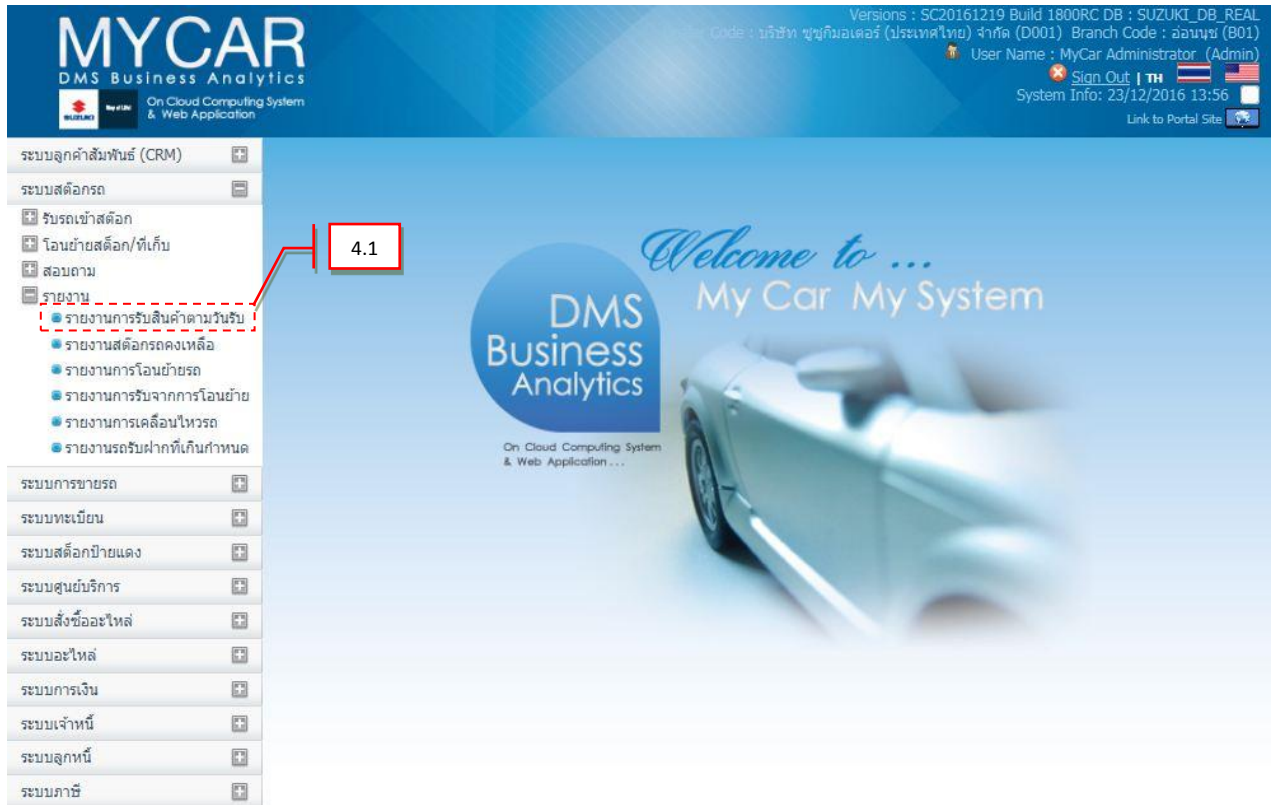 MYCAR
DMS Business Analytics
SUZUKI Way of Life!
On Cloud Computing System
& Web Application
Versions : SC20161219 Build 1800RC DB : SUZUKI_DB_REAL
Code : บริษัท ซูซูกิมอเตอร์ (ประเทศไทย) จำกัด (D001) Branch Code : อ่อนนุช (B01)
User Name : MyCar Administrator (Admin)
Sign Out | TH
System Info: 23/12/2016 13:56
Link to Portal Site
ระบบลูกค้าสัมพันธ์ (CRM)
ระบบสต๊อกรถ
รับรถเข้าสต๊อก
โอนย้ายสต็อก/ที่เก็บ
สอบถาม
รายงาน
รายงานการรับสินค้าตามวันรับ
รายงานสต๊อกรถคงเหลือ
รายงานการโอนย้ายรถ
รายงานการรับจากการโอนย้าย
รายงานการเคลื่อนไหวรถ
รายงานรถรับฝากที่เกินกำหนด
ระบบการขายรถ
ระบบทะเบียน
ระบบสต็อกป้ายแดง
ระบบศูนย์บริการ
ระบบสั่งซื้ออะไหล่
ระบบอะไหล่
ระบบการเงิน
ระบบเจ้าหนี้
ระบบลูกหนี้
ระบบภาษี
4.1
Welcome to ...
My Car My System
DMS
Business
Analytics
On Cloud Computing System
& Web Application...